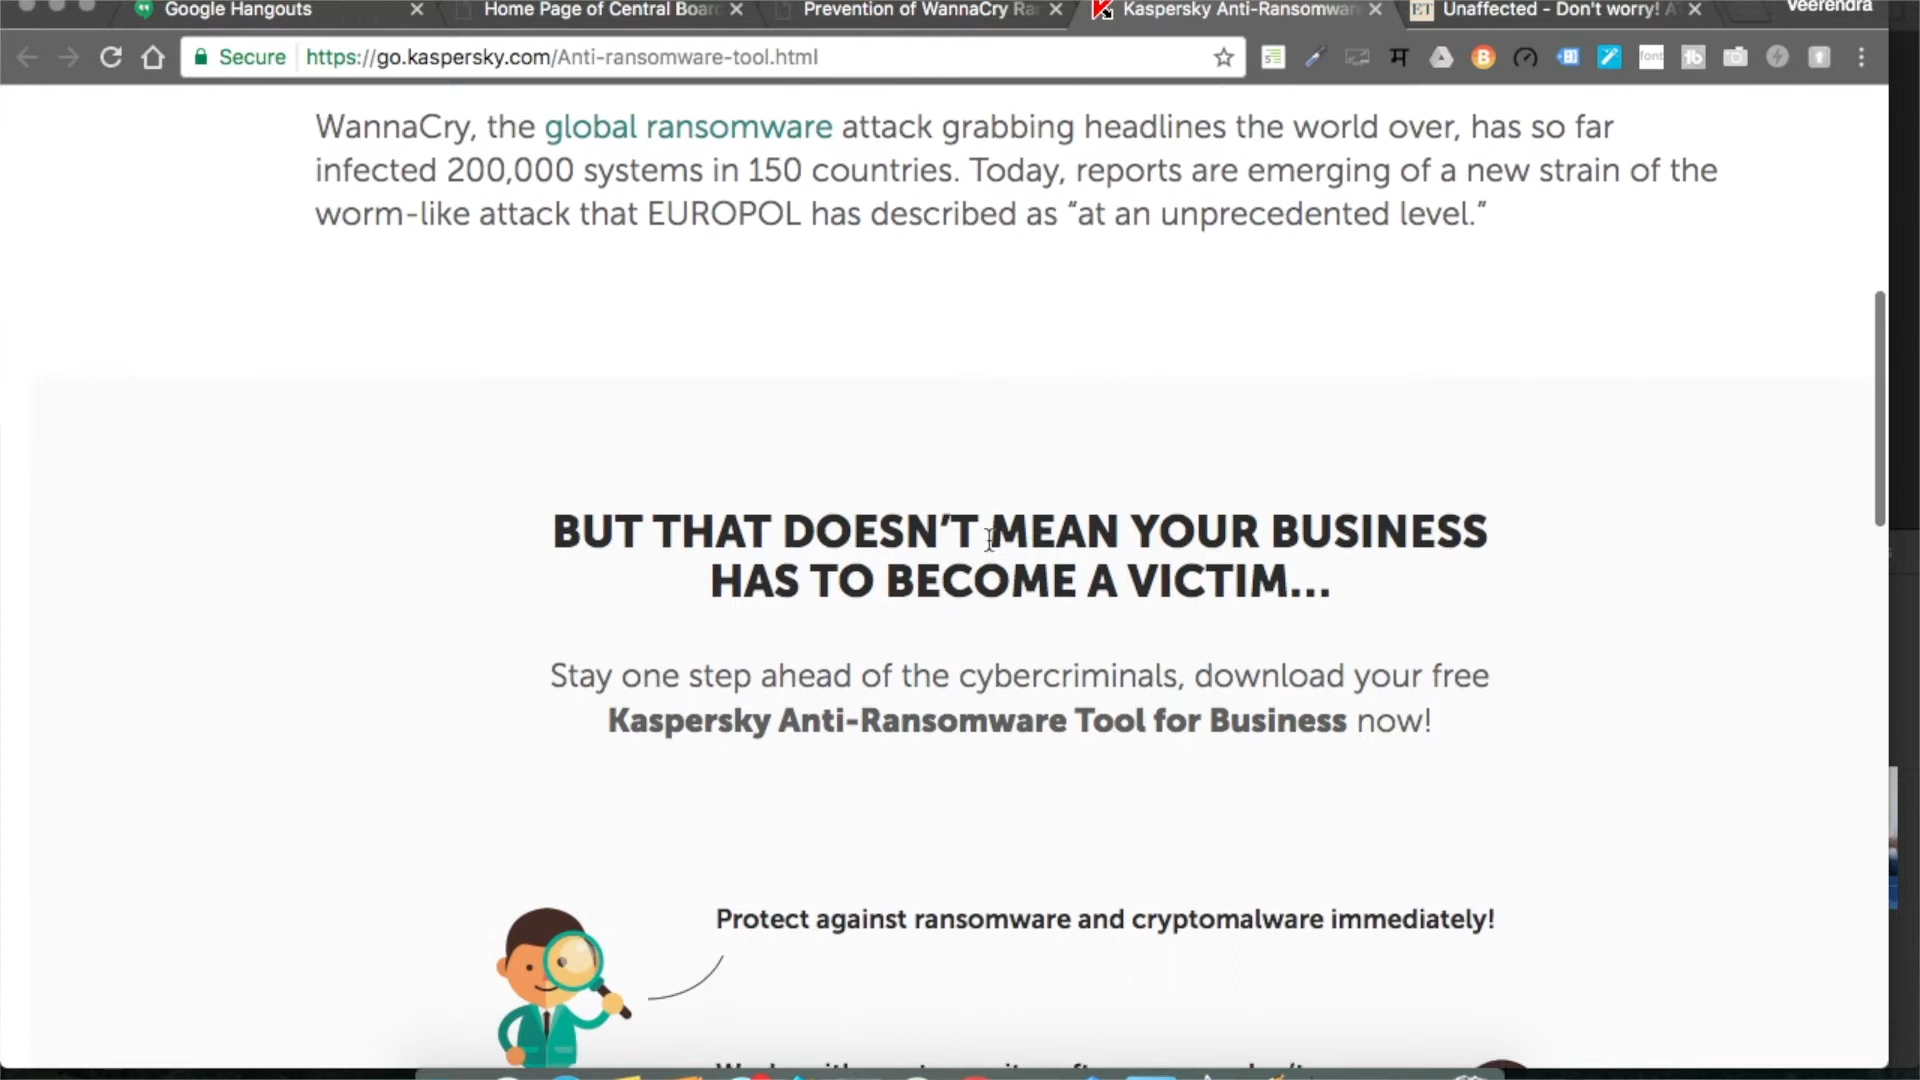 Google Hangouts
Home Page of Central Boar
Prevention of WannaCry Ra
Kaspersky Anti-Ransomwar
Unaffected - Don't worry! A
Veerendra
Secure
https://go.kaspersky.com/Anti-ransomware-tool.html
WannaCry, the global ransomware attack grabbing headlines the world over, has so far
infected 200,000 systems in 150 countries. Today, reports are emerging of a new strain of the
worm-like attack that EUROPOL has described as “at an unprecedented level.”
BUT THAT DOESN’T MEAN YOUR BUSINESS
HAS TO BECOME A VICTIM...
Stay one step ahead of the cybercriminals, download your free
Kaspersky Anti-Ransomware Tool for Business now!
Protect against ransomware and cryptomalware immediately!